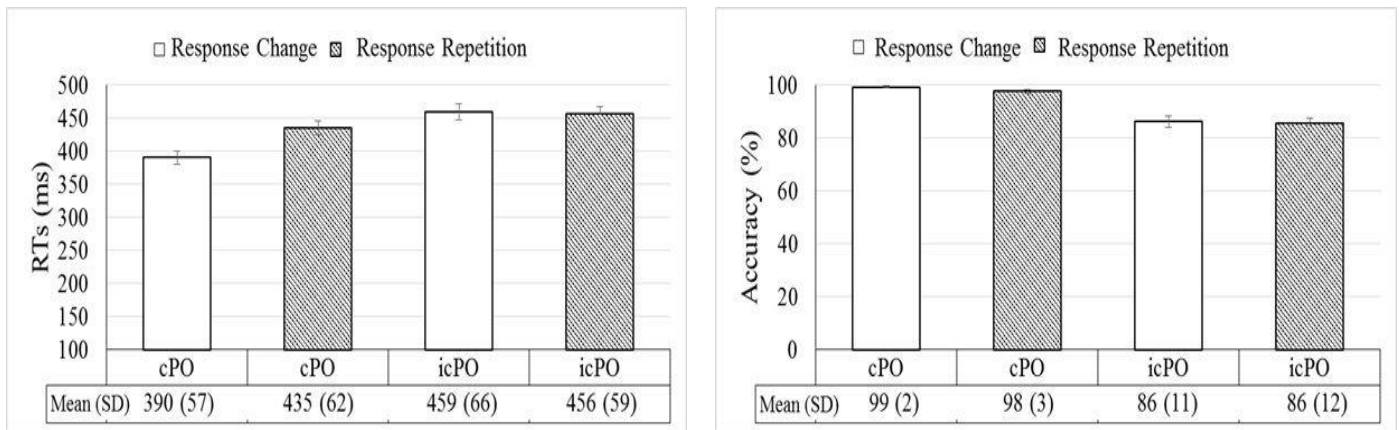 Response Change Response Repetition
RTs (ms)
500
450
400
350
300
250
200
150
100
cPO cPO icPO icPO
Mean (SD) 390 (57) 435 (62) 459 (66) 456 (59)
Response Change Response Repetition
Accuracy (%)
100
80
60
40
20
0
cPO cPO icPO icPO
Mean (SD) 99 (2) 98 (3) 86 (11) 86 (12)